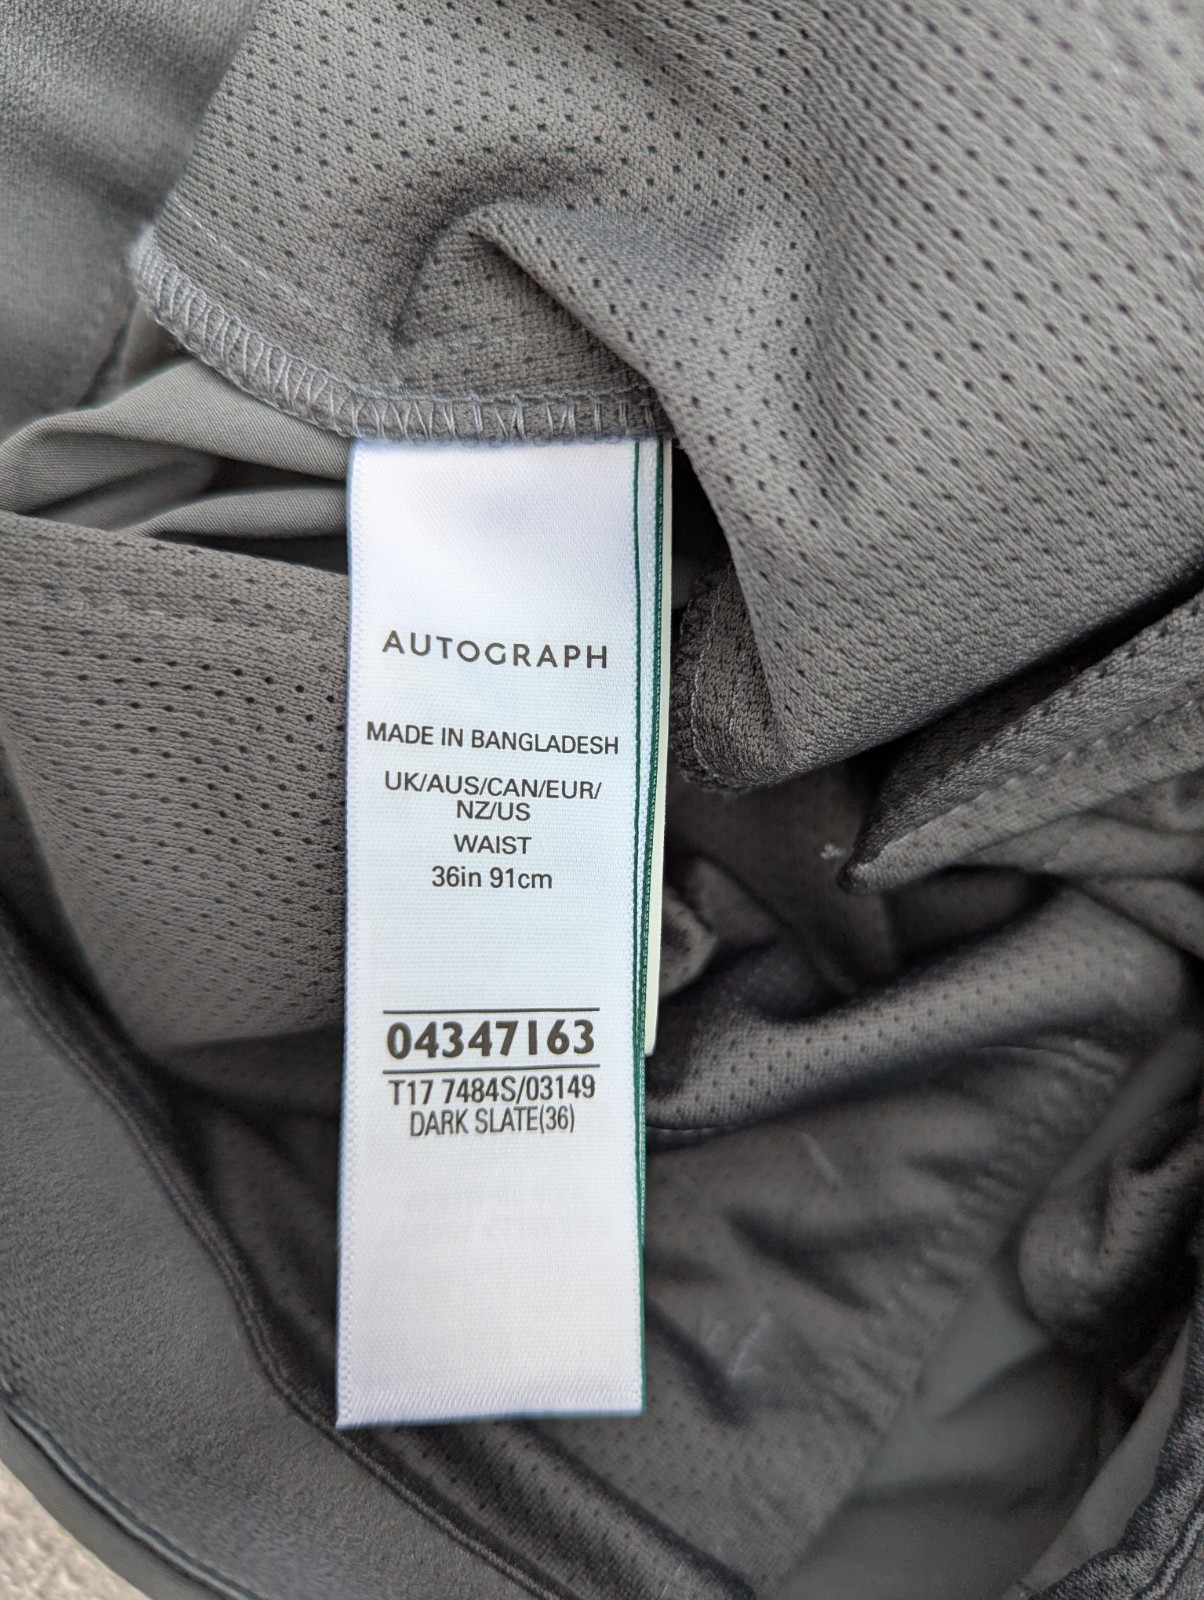 AUTOGRAPH
MADE IN BANGLADESH
UK/AUS/CAN/EUR/
NZ/US
WAIST
36in 91cm
04347163
T17 7484S/03149
DARK SLATE(36)